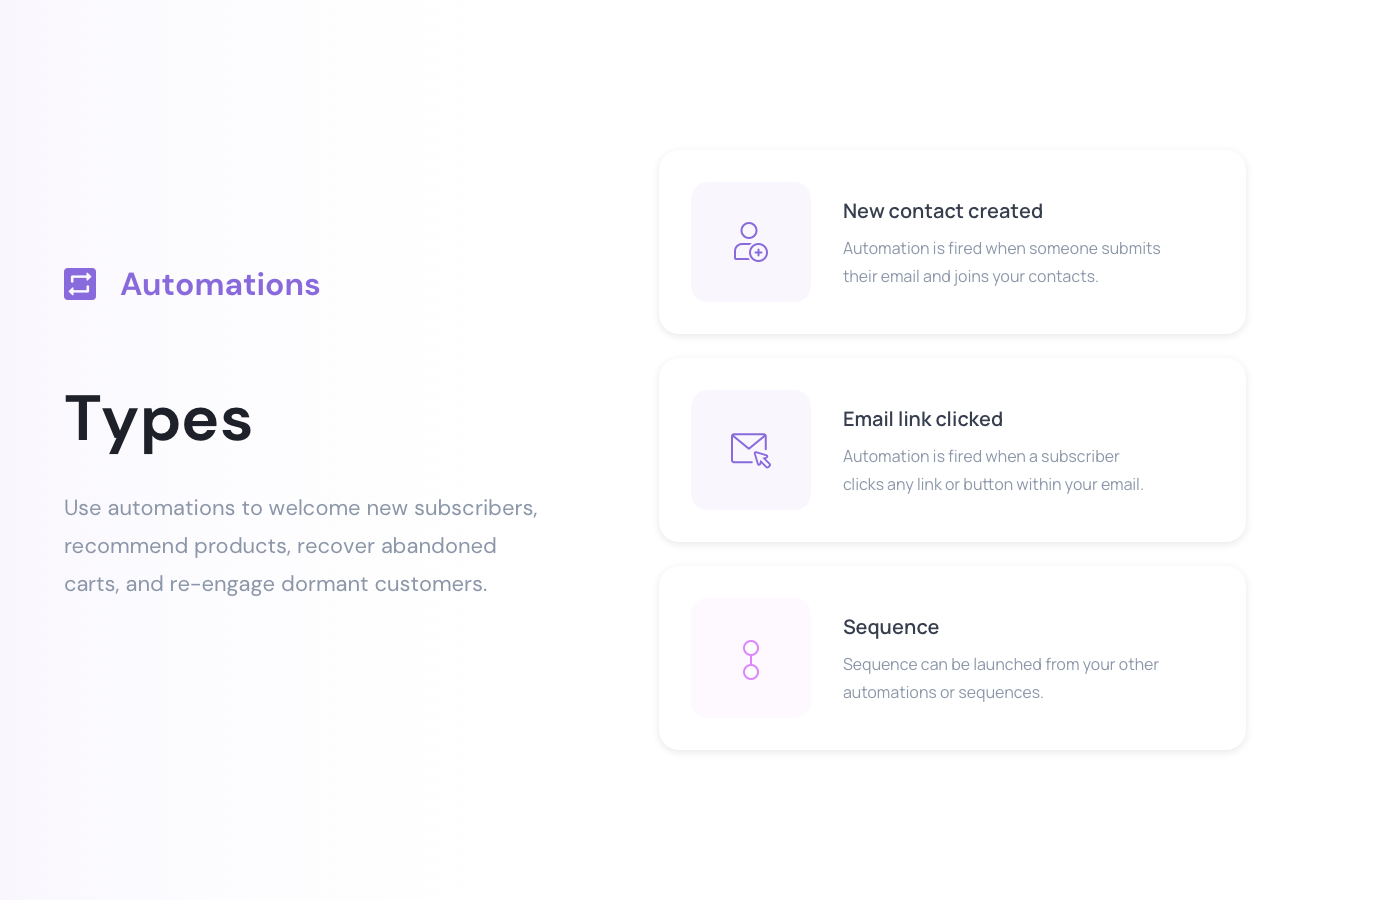 Automations
Types
Use automations to welcome new subscribers,
recommend products, recover abandoned
carts, and re-engage dormant customers.
New contact created
Automation is fired when someone submits
their email and joins your contacts.
Email link clicked
Automation is fired when a subscriber
clicks any link or button within your email.
Sequence
Sequence can be launched from your other
automations or sequences.